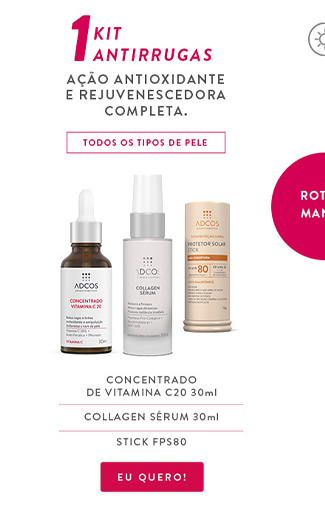 1 KIT
ANTIRRUGAS
AÇÃO ANTIOXIDANTE
E REJUVENESCEDORA
COMPLETA.
TODOS OS TIPOS DE PELE
ROT
MAN
ADCOS
CONCENTRADO
VITAMINA C 20
30ml
VITAMINA C
ADCOS
COLLAGEN
SÉRUM
ADCOS
PROTETOR SOLAR
STICK
80
CONCENTRADO
DE VITAMINA C20 30ml
COLLAGEN SÉRUM 30ml
STICK FPS80
EU QUERO!